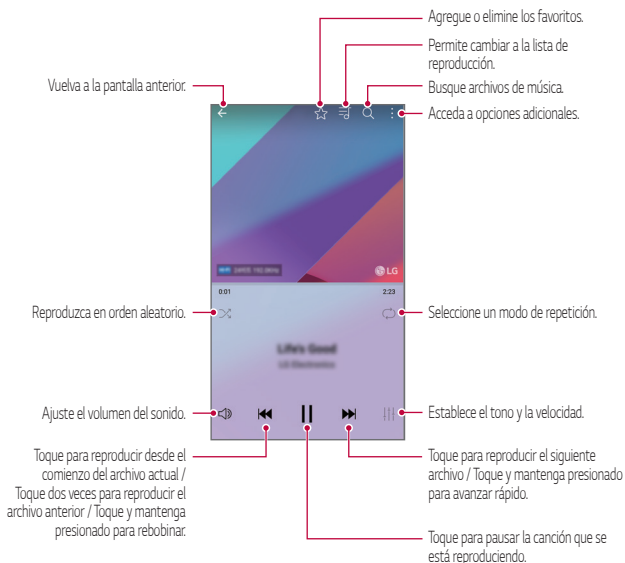 Agregue o elimine los favoritos.
Permite cambiar a la lista de
reproducción.
Vuelva a la pantalla anterior.
Busque archivos de música.
Acceda a opciones adicionales.
LG
0:01
2:23
Reproduzca en orden aleatorio.
Seleccione un modo de repetición.
Life's Good
LG Electronics
Ajuste el volumen del sonido.
Establece el tono y la velocidad.
Toque para reproducir desde el
comienzo del archivo actual /
Toque dos veces para reproducir el
archivo anterior / Toque y mantenga
presionado para rebobinar.
Toque para reproducir el siguiente
archivo / Toque y mantenga presionado
para avanzar rápido.
Toque para pausar la canción que se
está reproduciendo.